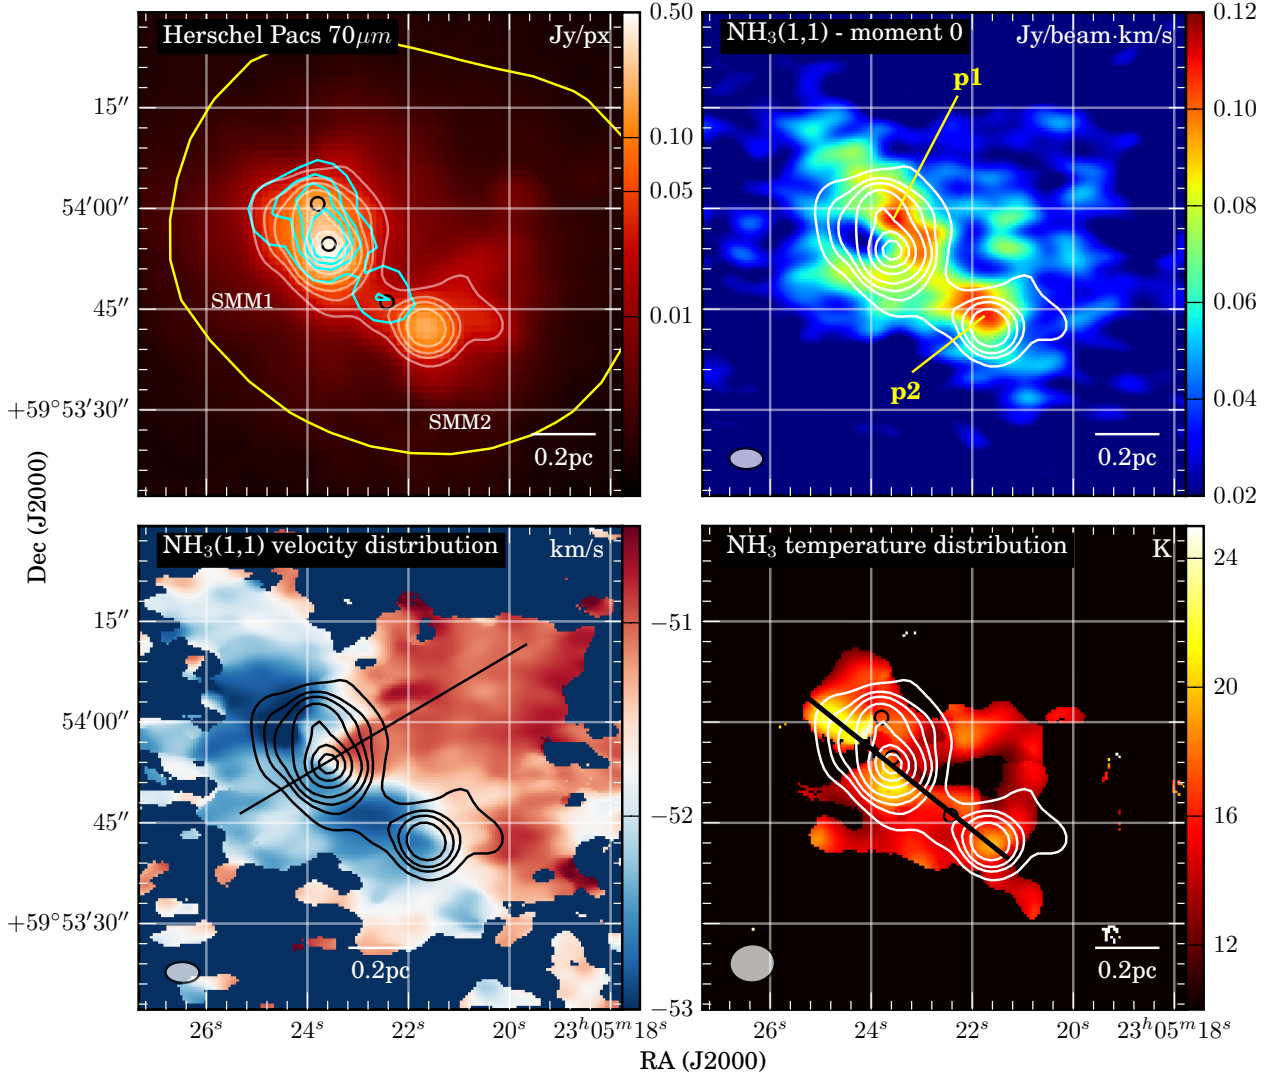 Herschel Pacs 70μm
Jy/px
0.50
0.10
0.05
0.01
15″
54′00″
45″
+59°53′30″
SMM1
SMM2
0.2pc
NH₃(1,1) - moment 0
Jy/beam·km/s
p1
p2
0.2pc
0.12
0.10
0.08
0.06
0.04
0.02
Dec (J2000)
NH₃(1,1) velocity distribution
km/s
15″
54′00″
45″
+59°53′30″
0.2pc
−51
−52
−53
26ˢ
24ˢ
22ˢ
20ˢ
23ʰ05ᵐ18ˢ
NH₃ temperature distribution
K
24
20
16
12
0.2pc
26ˢ
24ˢ
22ˢ
20ˢ
23ʰ05ᵐ18ˢ
RA (J2000)